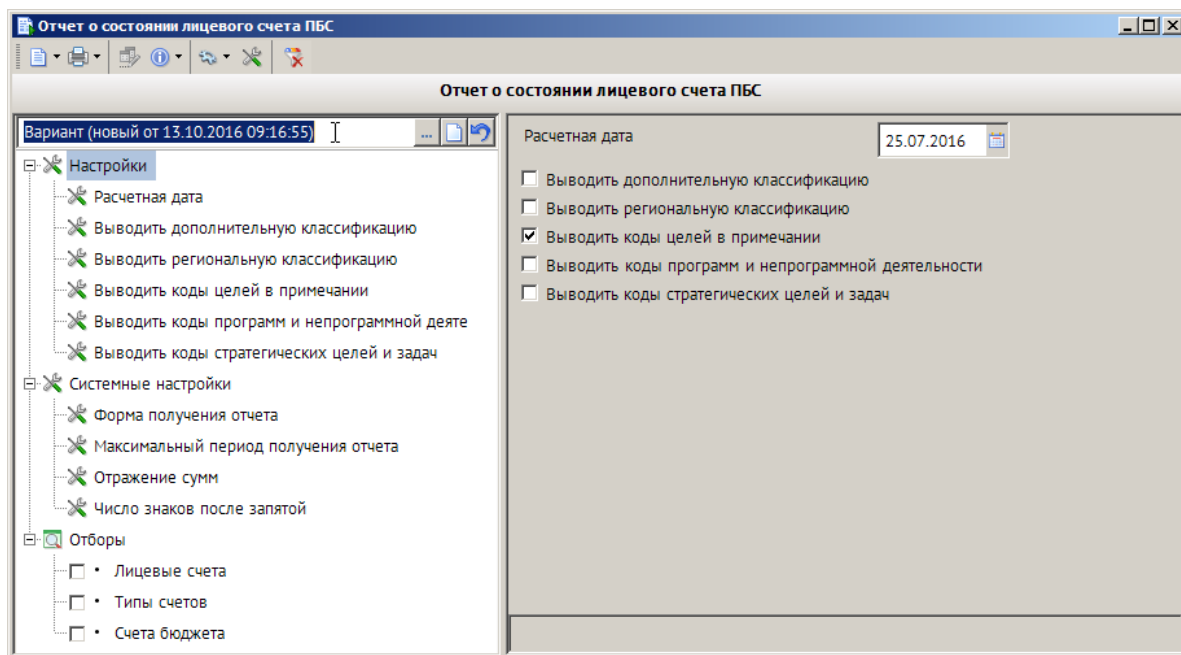 Отчет о состоянии лицевого счета ПБС
Отчет о состоянии лицевого счета ПБС
Вариант (новый от 13.10.2016 09:16:55)
...
Настройки
Расчетная дата
Выводить дополнительную классификацию
Выводить региональную классификацию
Выводить коды целей в примечании
Выводить коды программ и непрограммной деяте
Выводить коды стратегических целей и задач
Системные настройки
Форма получения отчета
Максимальный период получения отчета
Отражение сумм
Число знаков после запятой
Отборы
• Лицевые счета
• Типы счетов
• Счета бюджета
Расчетная дата
25.07.2016
Выводить дополнительную классификацию
Выводить региональную классификацию
Выводить коды целей в примечании
Выводить коды программ и непрограммной деятельности
Выводить коды стратегических целей и задач